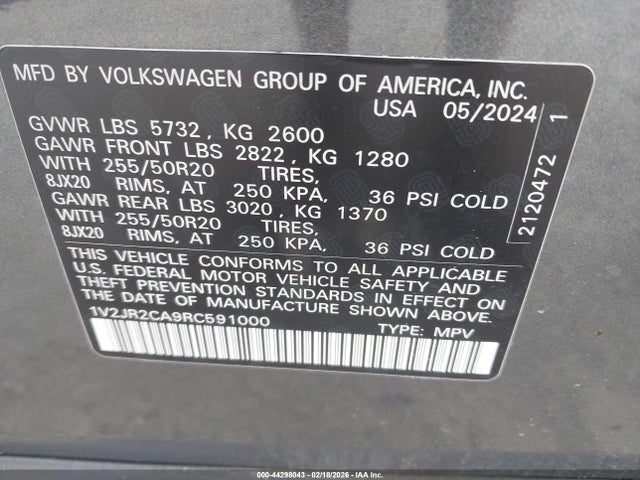 MFD BY VOLKSWAGEN GROUP OF AMERICA, INC.
USA 05/2024
GVWR LBS 5732 , KG 2600
GAWR FRONT LBS 2822 , KG 1280
WITH 255/50R20 TIRES,
8JX20 RIMS, AT 250 KPA, 36 PSI COLD
GAWR REAR LBS 3020 , KG 1370
WITH 255/50R20 TIRES,
8JX20 RIMS, AT 250 KPA, 36 PSI COLD
THIS VEHICLE CONFORMS TO ALL APPLICABLE
U.S. FEDERAL MOTOR VEHICLE SAFETY AND
THEFT PREVENTION STANDARDS IN EFFECT ON
THE DATE OF MANUFACTURE SHOWN ABOVE.
1V2JR2CA9RC591000 TYPE: MPV
2120472 1
000-44298043 - 02/18/2026 - IAA Inc.